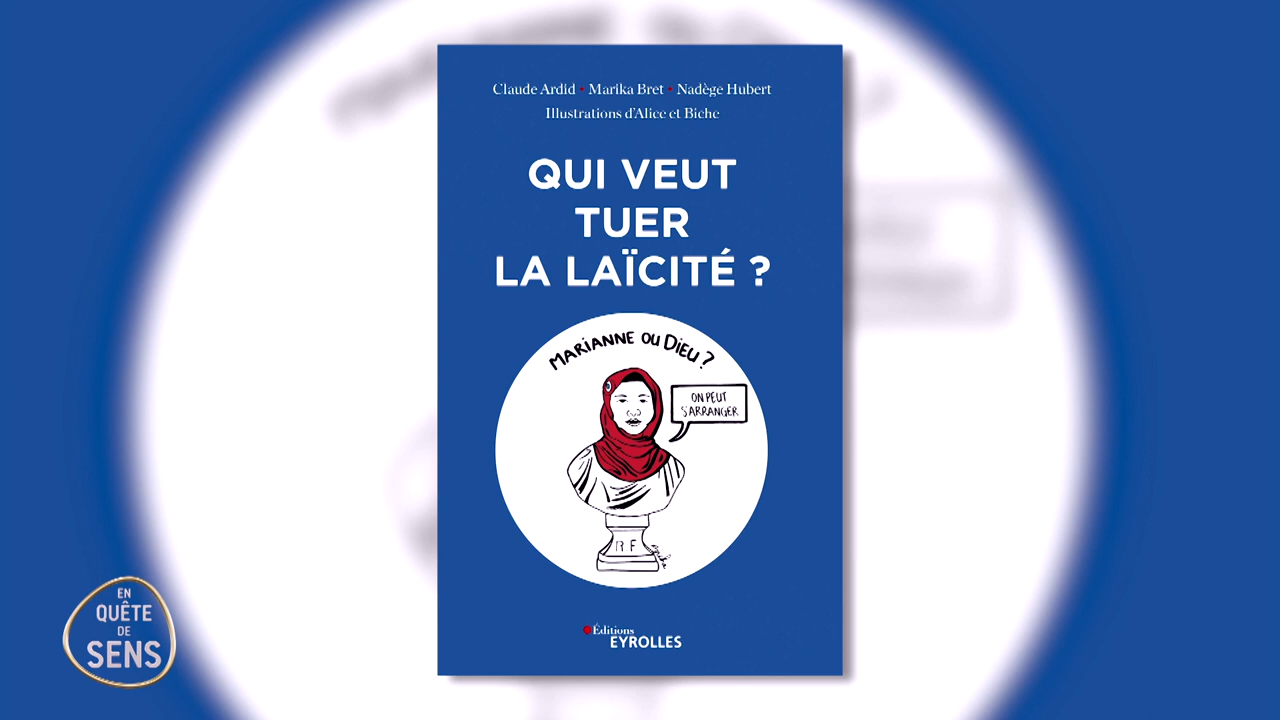 Claude Ardid • Marika Bret • Nadège Hubert
Illustrations d'Alice et Biche
QUI VEUT
TUER
LA LAÏCITÉ ?
MARIANNE OU DIEU ?
ON PEUT
S'ARRANGER
R.F
Éditions
EYROLLES
EN
QUÊTE
DE
SENS